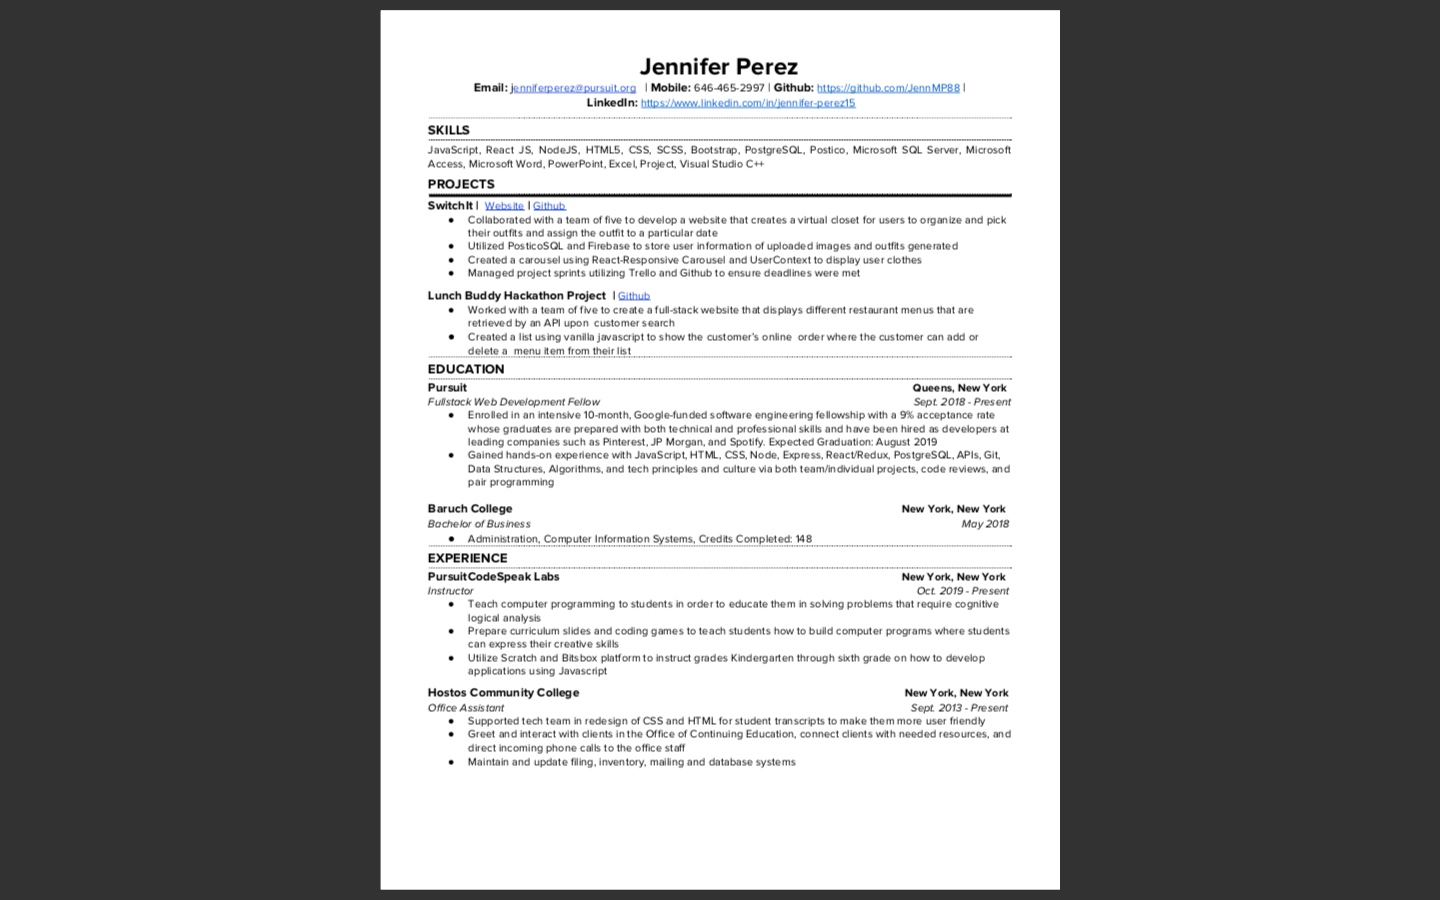 Jennifer Perez
Email: jenniferperez@pursuit.org | Mobile: 646-465-2997 | Github: https://github.com/JennMP88 |
LinkedIn: https://www.linkedin.com/in/jennifer-perez15
SKILLS
JavaScript, React JS, NodeJS, HTML5, CSS, SCSS, Bootstrap, PostgreSQL, Postico, Microsoft SQL Server, Microsoft
Access, Microsoft Word, PowerPoint, Excel, Project, Visual Studio C++
PROJECTS
SwitchIt | Website | Github
● Collaborated with a team of five to develop a website that creates a virtual closet for users to organize and pick
their outfits and assign the outfit to a particular date
● Utilized PosticoSQL and Firebase to store user information of uploaded images and outfits generated
● Created a carousel using React-Responsive Carousel and UserContext to display user clothes
● Managed project sprints utilizing Trello and Github to ensure deadlines were met
Lunch Buddy Hackathon Project | Github
● Worked with a team of five to create a full-stack website that displays different restaurant menus that are
retrieved by an API upon customer search
● Created a list using vanilla javascript to show the customer's online order where the customer can add or
delete a menu item from their list
EDUCATION
Pursuit Queens, New York
Fullstack Web Development Fellow Sept. 2018 - Present
● Enrolled in an intensive 10-month, Google-funded software engineering fellowship with a 9% acceptance rate
whose graduates are prepared with both technical and professional skills and have been hired as developers at
leading companies such as Pinterest, JP Morgan, and Spotify. Expected Graduation: August 2019
● Gained hands-on experience with JavaScript, HTML, CSS, Node, Express, React/Redux, PostgreSQL, APIs, Git,
Data Structures, Algorithms, and tech principles and culture via both team/individual projects, code reviews, and
pair programming
Baruch College New York, New York
Bachelor of Business May 2018
● Administration, Computer Information Systems, Credits Completed: 148
EXPERIENCE
PursuitCodeSpeak Labs New York, New York
Instructor Oct. 2019 - Present
● Teach computer programming to students in order to educate them in solving problems that require cognitive
logical analysis
● Prepare curriculum slides and coding games to teach students how to build computer programs where students
can express their creative skills
● Utilize Scratch and Bitsbox platform to instruct grades Kindergarten through sixth grade on how to develop
applications using Javascript
Hostos Community College New York, New York
Office Assistant Sept. 2013 - Present
● Supported tech team in redesign of CSS and HTML for student transcripts to make them more user friendly
● Greet and interact with clients in the Office of Continuing Education, connect clients with needed resources, and
direct incoming phone calls to the office staff
● Maintain and update filing, inventory, mailing and database systems